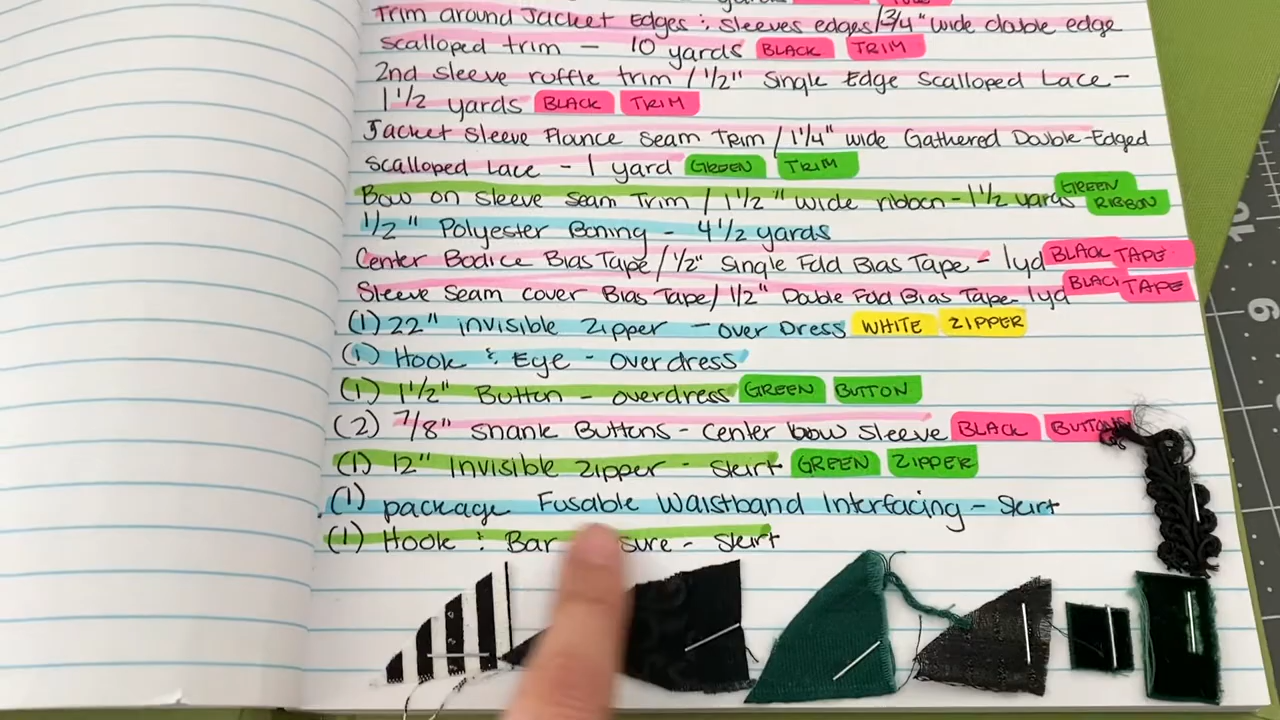 Trim around Jacket Edges : Sleeves edges / 3/4" wide double edge
scalloped trim — 10 yards BLACK TRIM
2nd sleeve ruffle trim / 1 1/2" Single Edge Scalloped Lace -
1 1/2 yards BLACK TRIM
Jacket Sleeve Flounce Seam Trim / 1 1/4" wide Gathered Double-Edged
Scalloped Lace - 1 yard GREEN TRIM
Bow on Sleeve Seam Trim / 1 1/2" wide ribbon - 1 1/2 yards GREEN RIBBON
1/2" Polyester Boning - 4 1/2 yards
Center Bodice Bias Tape / 1/2" Single Fold Bias Tape - 1yd BLACK TAPE
Sleeve Seam Cover Bias Tape / 1/2" Double Fold Bias Tape - 1yd BLACK TAPE
(1) 22" invisible Zipper - over Dress WHITE ZIPPER
(1) Hook & Eye - overdress
(1) 1 1/2" Button - overdress GREEN BUTTON
(2) 7/8" Shank Buttons - center bow Sleeve BLACK BUTTONS
(1) 12" Invisible Zipper - Skirt GREEN ZIPPER
(1) package Fusable Waistband Interfacing - Skirt
(1) Hook & Bar sure - Skirt